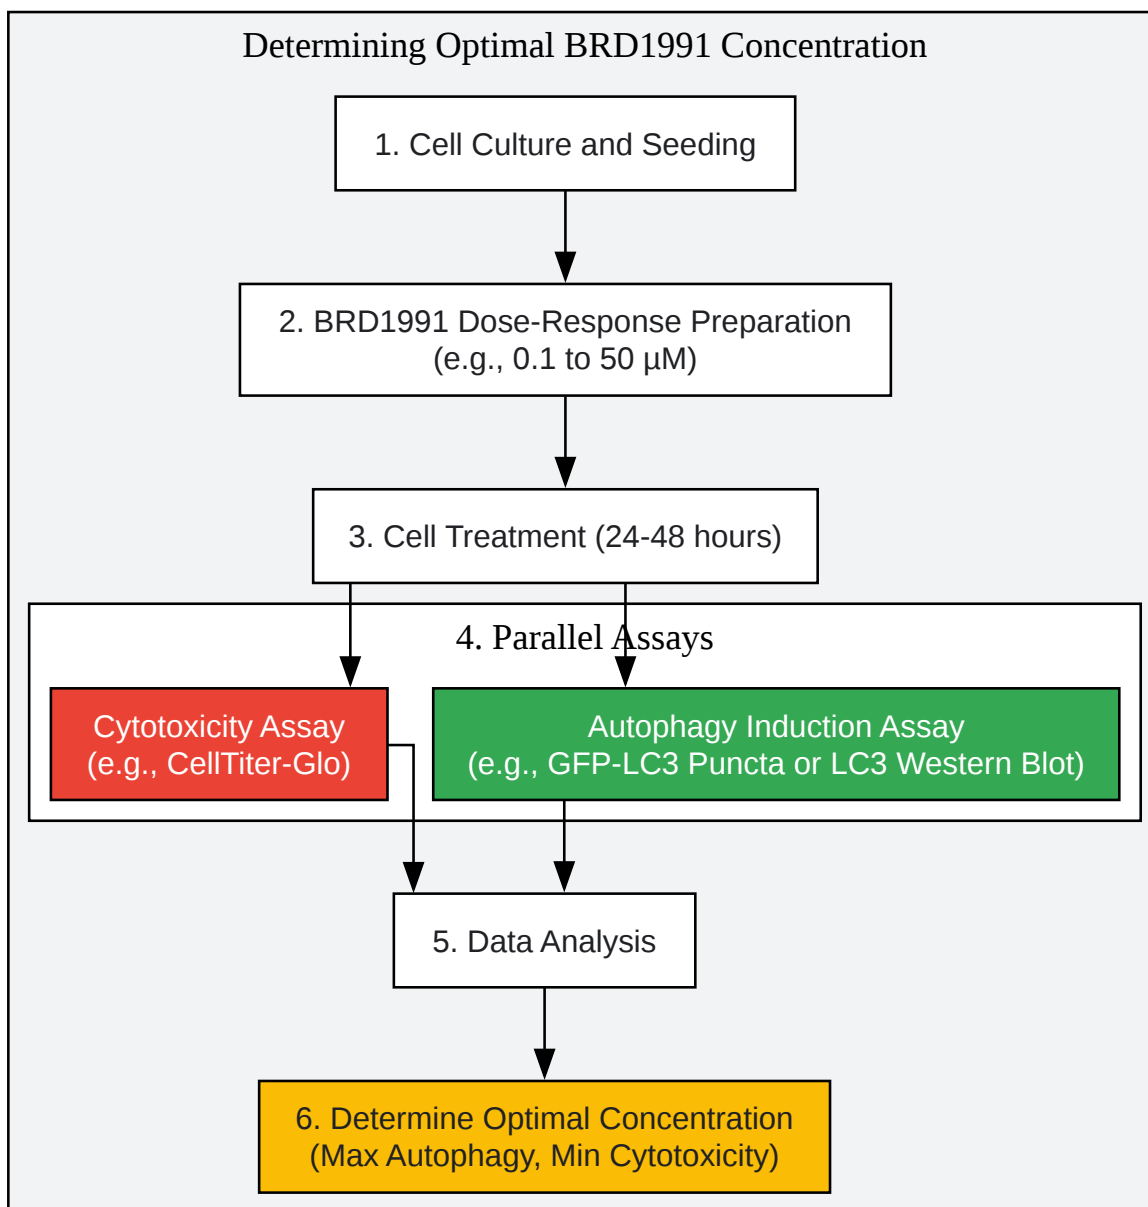 Determining Optimal BRD1991 Concentration
1. Cell Culture and Seeding
2. BRD1991 Dose-Response Preparation
(e.g., 0.1 to 50 µM)
3. Cell Treatment (24-48 hours)
4. Parallel Assays
Cytotoxicity Assay
(e.g., CellTiter-Glo)
Autophagy Induction Assay
(e.g., GFP-LC3 Puncta or LC3 Western Blot)
5. Data Analysis
6. Determine Optimal Concentration
(Max Autophagy, Min Cytotoxicity)